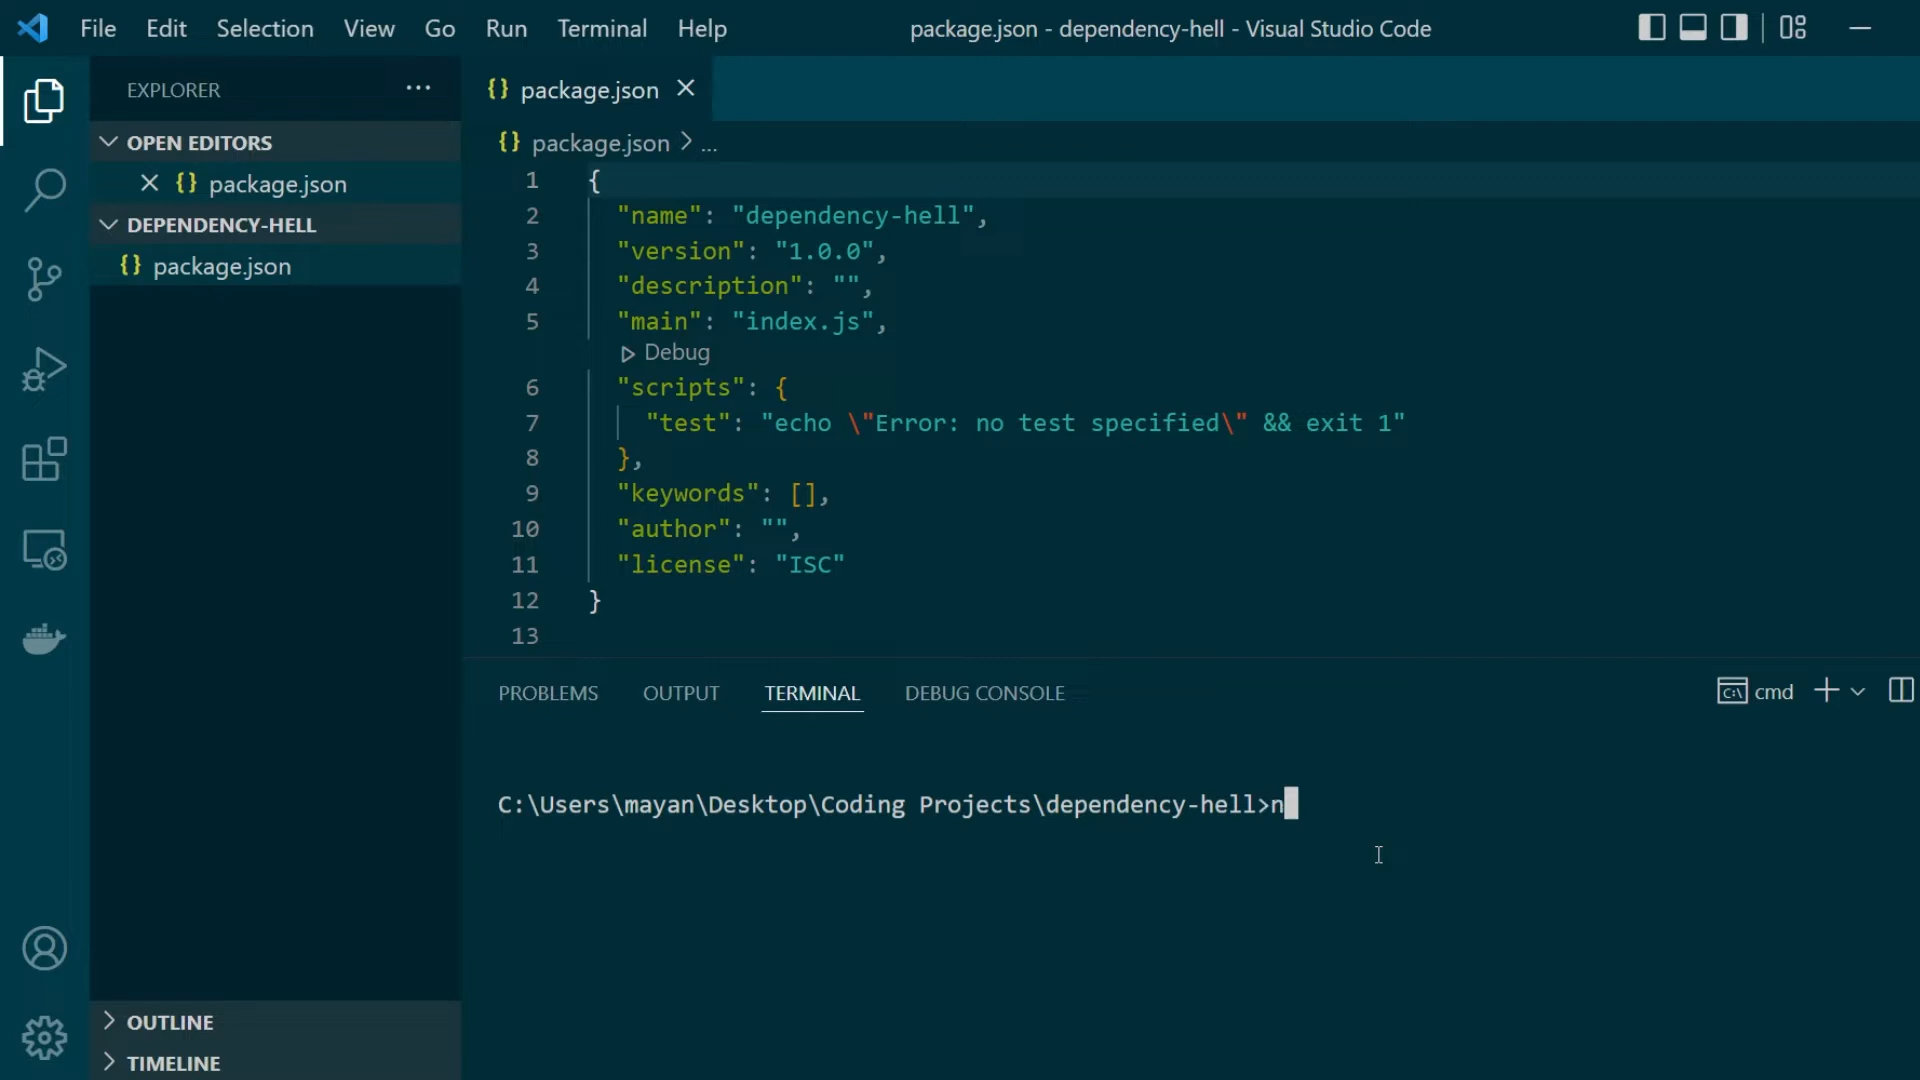 File Edit Selection View Go Run Terminal Help package.json - dependency-hell - Visual Studio Code
EXPLORER
OPEN EDITORS
package.json
DEPENDENCY-HELL
package.json
OUTLINE
TIMELINE
package.json
package.json > ...
1 {
2 "name": "dependency-hell",
3 "version": "1.0.0",
4 "description": "",
5 "main": "index.js",
Debug
6 "scripts": {
7 "test": "echo \"Error: no test specified\" && exit 1"
8 },
9 "keywords": [],
10 "author": "",
11 "license": "ISC"
12 }
13
PROBLEMS OUTPUT TERMINAL DEBUG CONSOLE cmd
C:\Users\mayan\Desktop\Coding Projects\dependency-hell>n